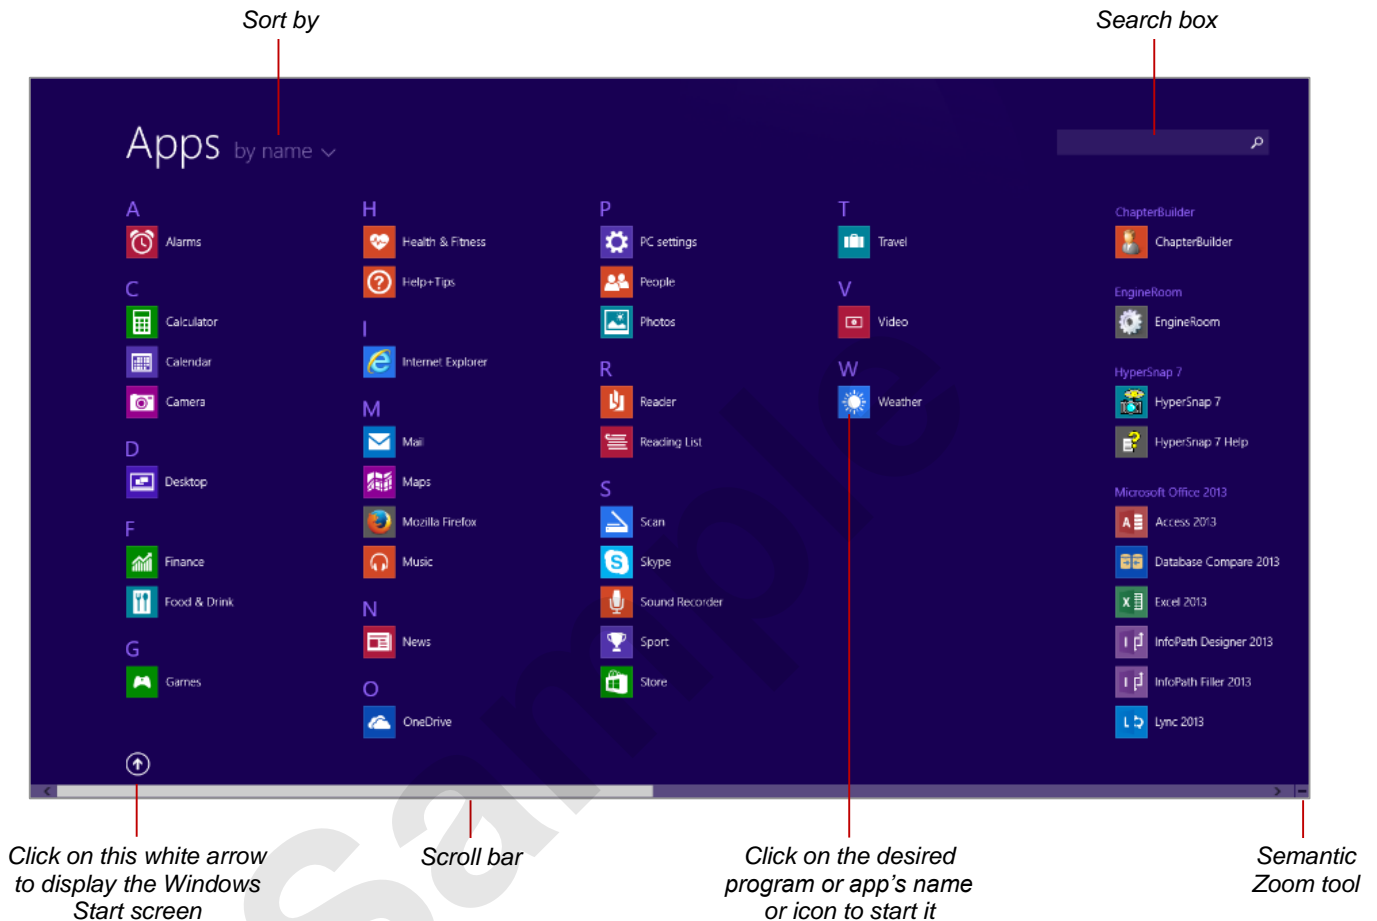 Sort by
Search box
Apps by name
A
Alarms
C
Calculator
Calendar
Camera
D
Desktop
F
Finance
Food & Drink
G
Games
H
Health & Fitness
Help+Tips
I
Internet Explorer
M
Mail
Maps
Mozilla Firefox
Music
N
News
O
OneDrive
P
PC settings
People
Photos
R
Reader
Reading List
S
Scan
Skype
Sound Recorder
Sport
Store
T
Travel
V
Video
W
Weather
ChapterBuilder
ChapterBuilder
EngineRoom
EngineRoom
HyperSnap 7
HyperSnap 7
HyperSnap 7 Help
Microsoft Office 2013
Access 2013
Database Compare 2013
Excel 2013
InfoPath Designer 2013
InfoPath Filler 2013
Lync 2013
Click on this white arrow
to display the Windows
Start screen
Scroll bar
Click on the desired
program or app's name
or icon to start it
Semantic
Zoom tool
Sample